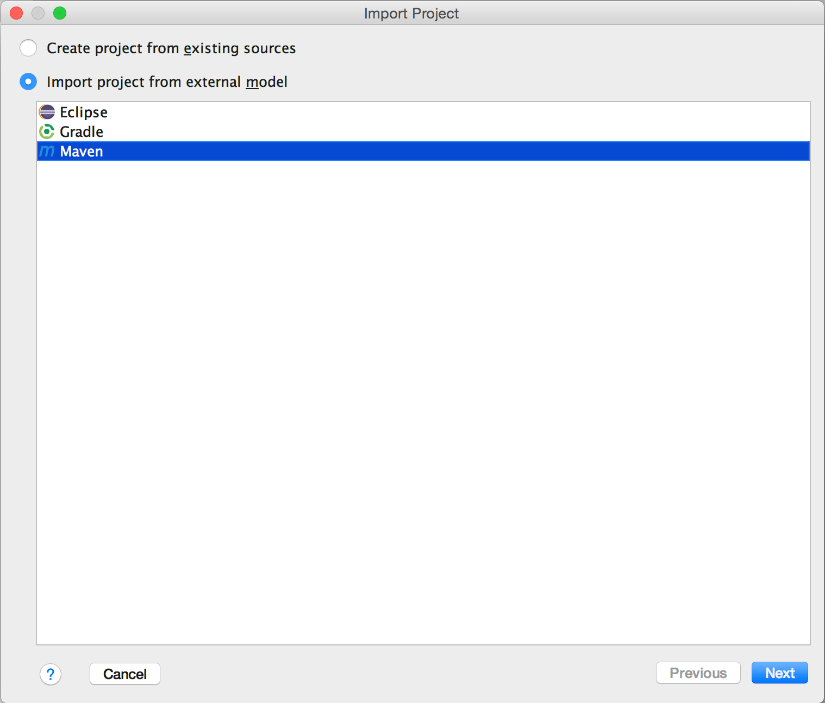 Import Project
Create project from existing sources
Import project from external model
Eclipse
Gradle
m Maven
? Cancel Previous Next